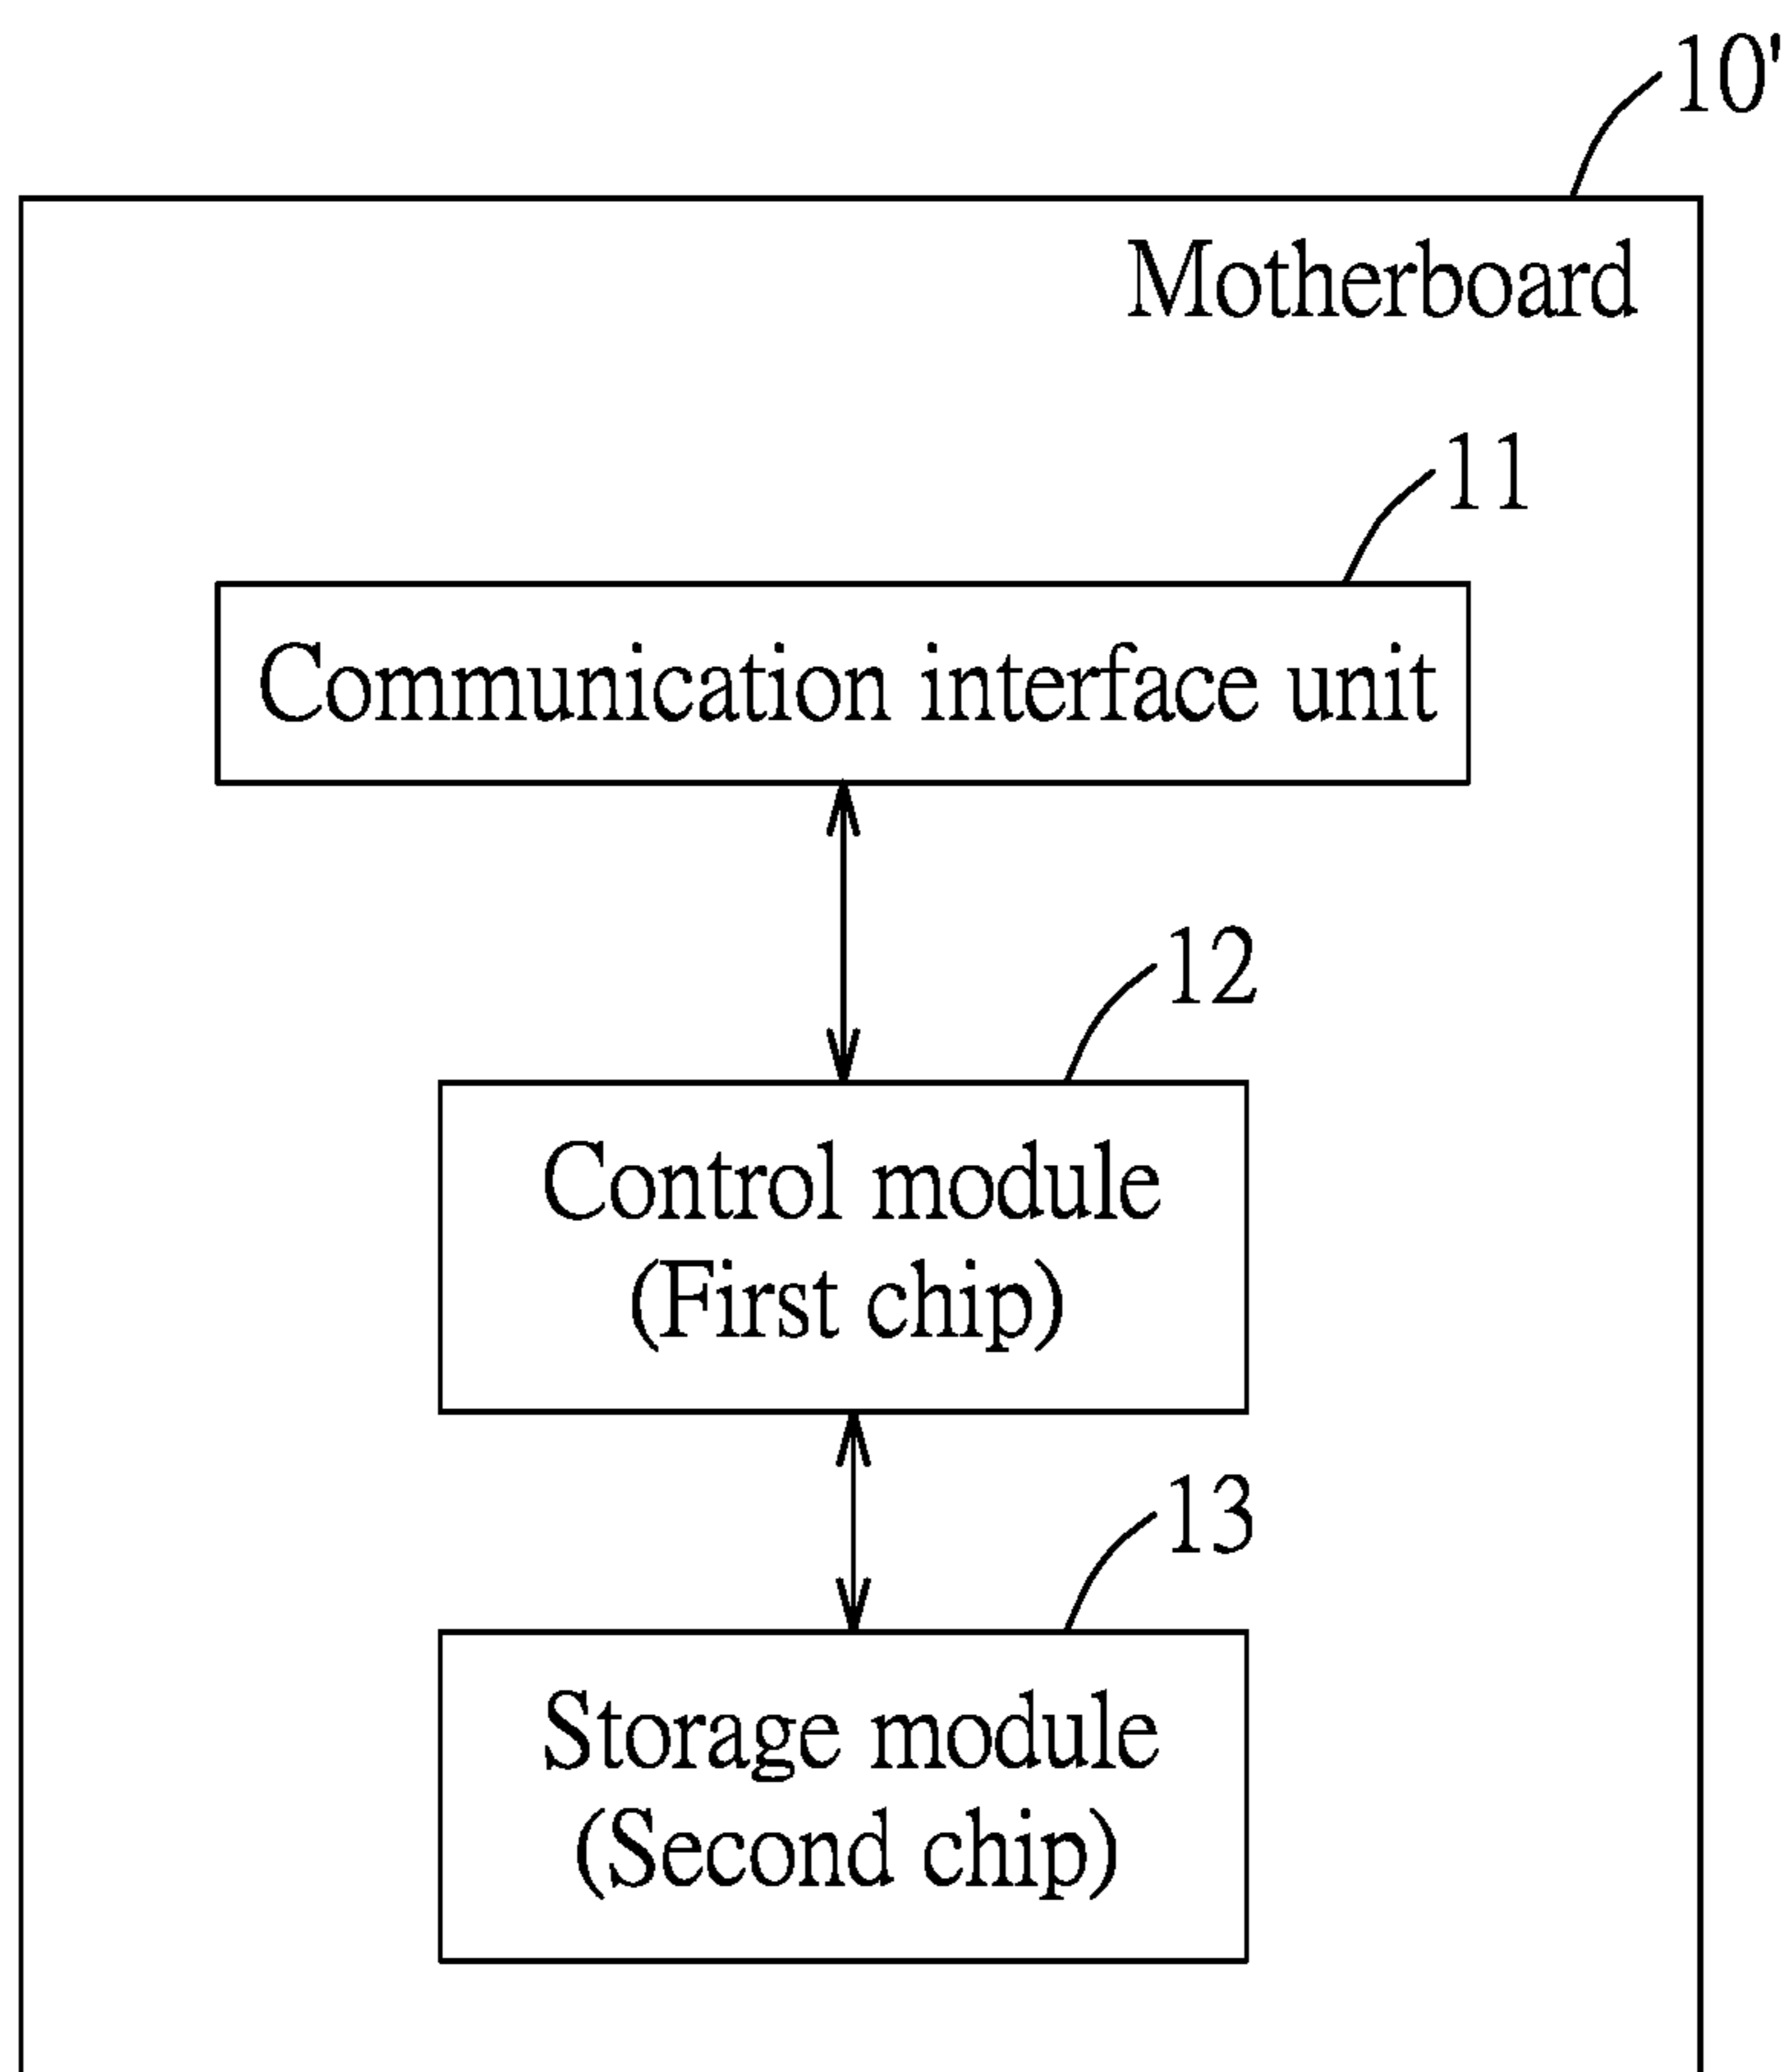 10'
Motherboard
11
Communication interface unit
12
Control module
(First chip)
13
Storage module
(Second chip)